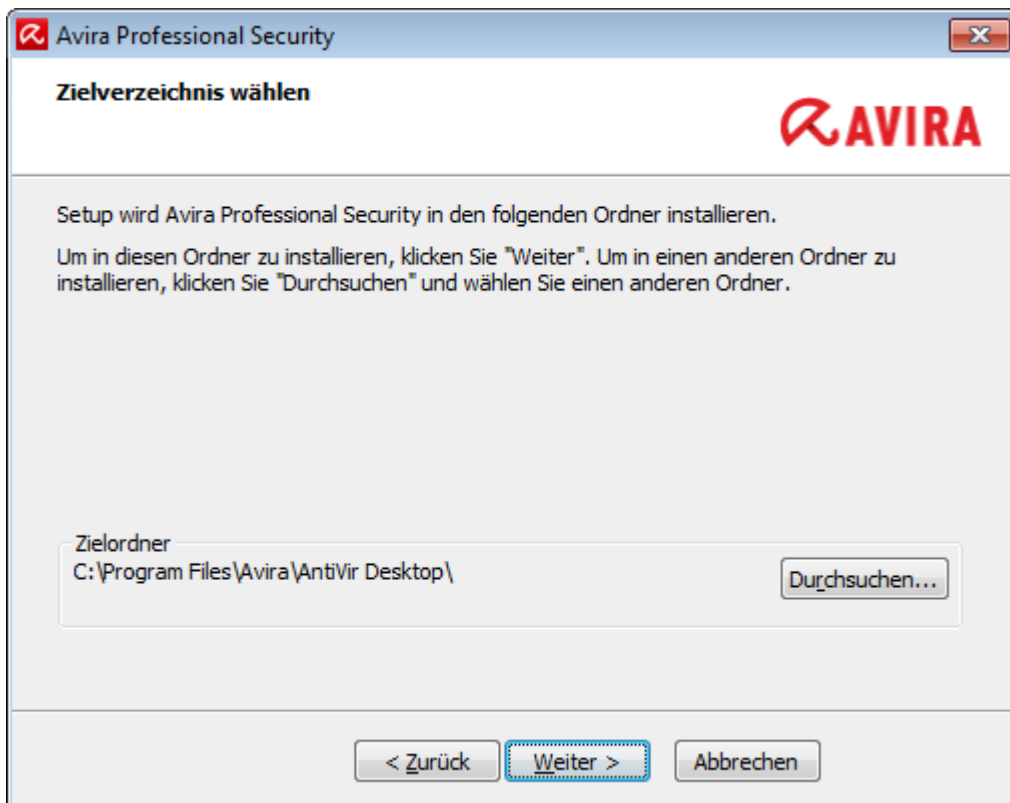 Avira Professional Security
Zielverzeichnis wählen
AVIRA
Setup wird Avira Professional Security in den folgenden Ordner installieren.
Um in diesen Ordner zu installieren, klicken Sie "Weiter". Um in einen anderen Ordner zu
installieren, klicken Sie "Durchsuchen" und wählen Sie einen anderen Ordner.
Zielordner
C:\Program Files\Avira\AntiVir Desktop\
Durchsuchen...
< Zurück
Weiter >
Abbrechen